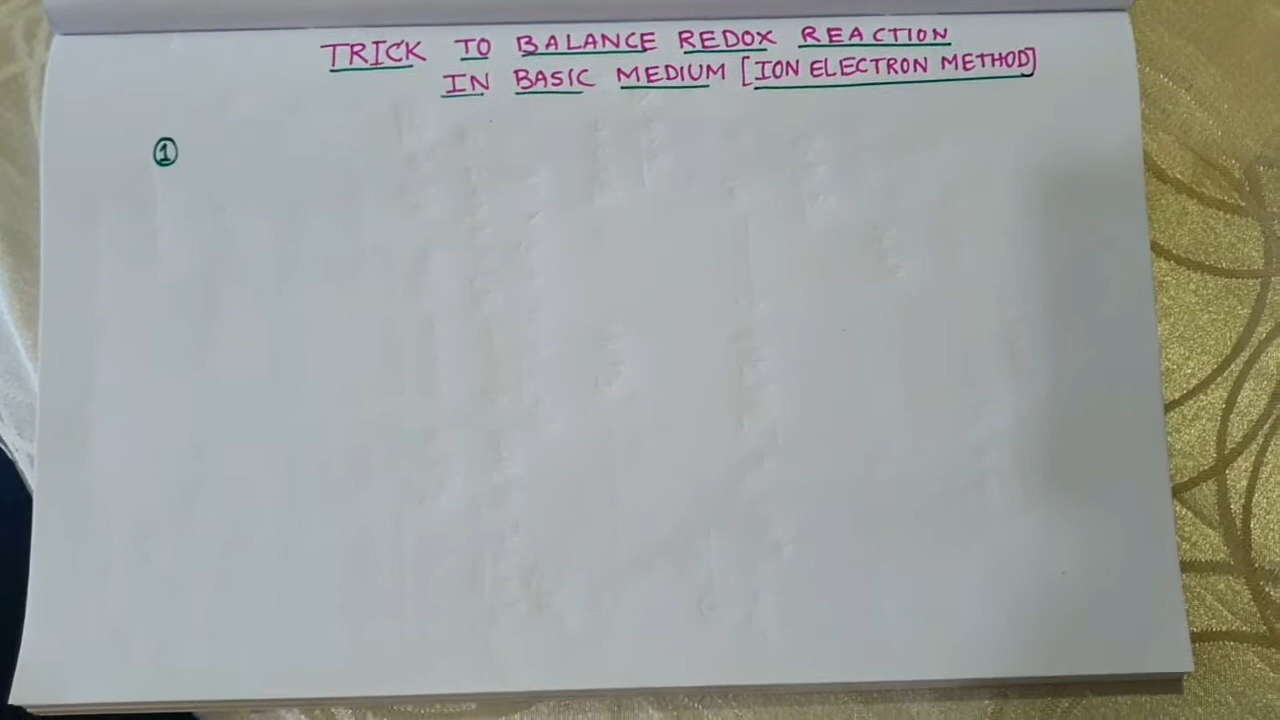 TRICK TO BALANCE REDOX REACTION
IN BASIC MEDIUM [ION ELECTRON METHOD]
①